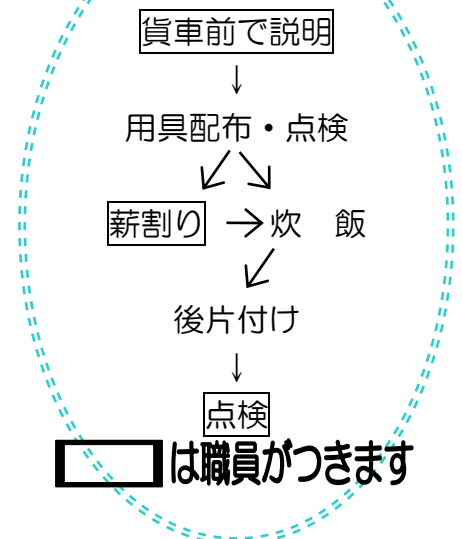 貨車前で説明
↓
用具配布・点検
↙↘
薪割り→炊　飯
↙
後片付け
↓
点検
は職員がつきます